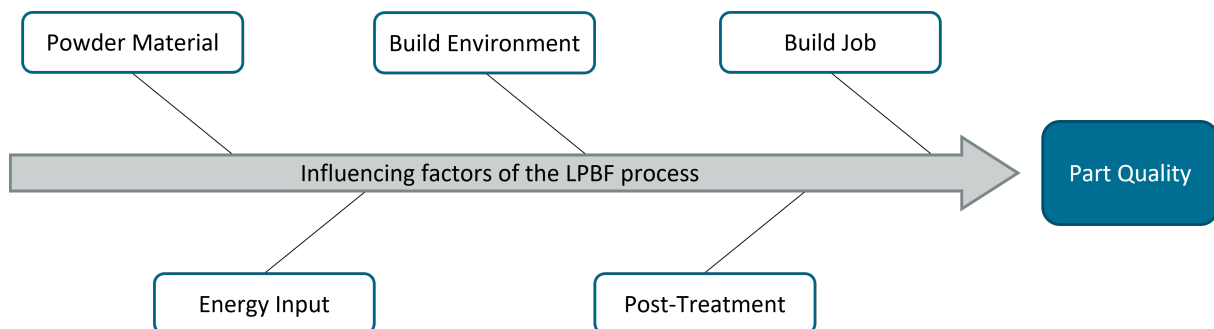 Powder Material
Build Environment
Build Job
Influencing factors of the LPBF process
Part Quality
Energy Input
Post-Treatment